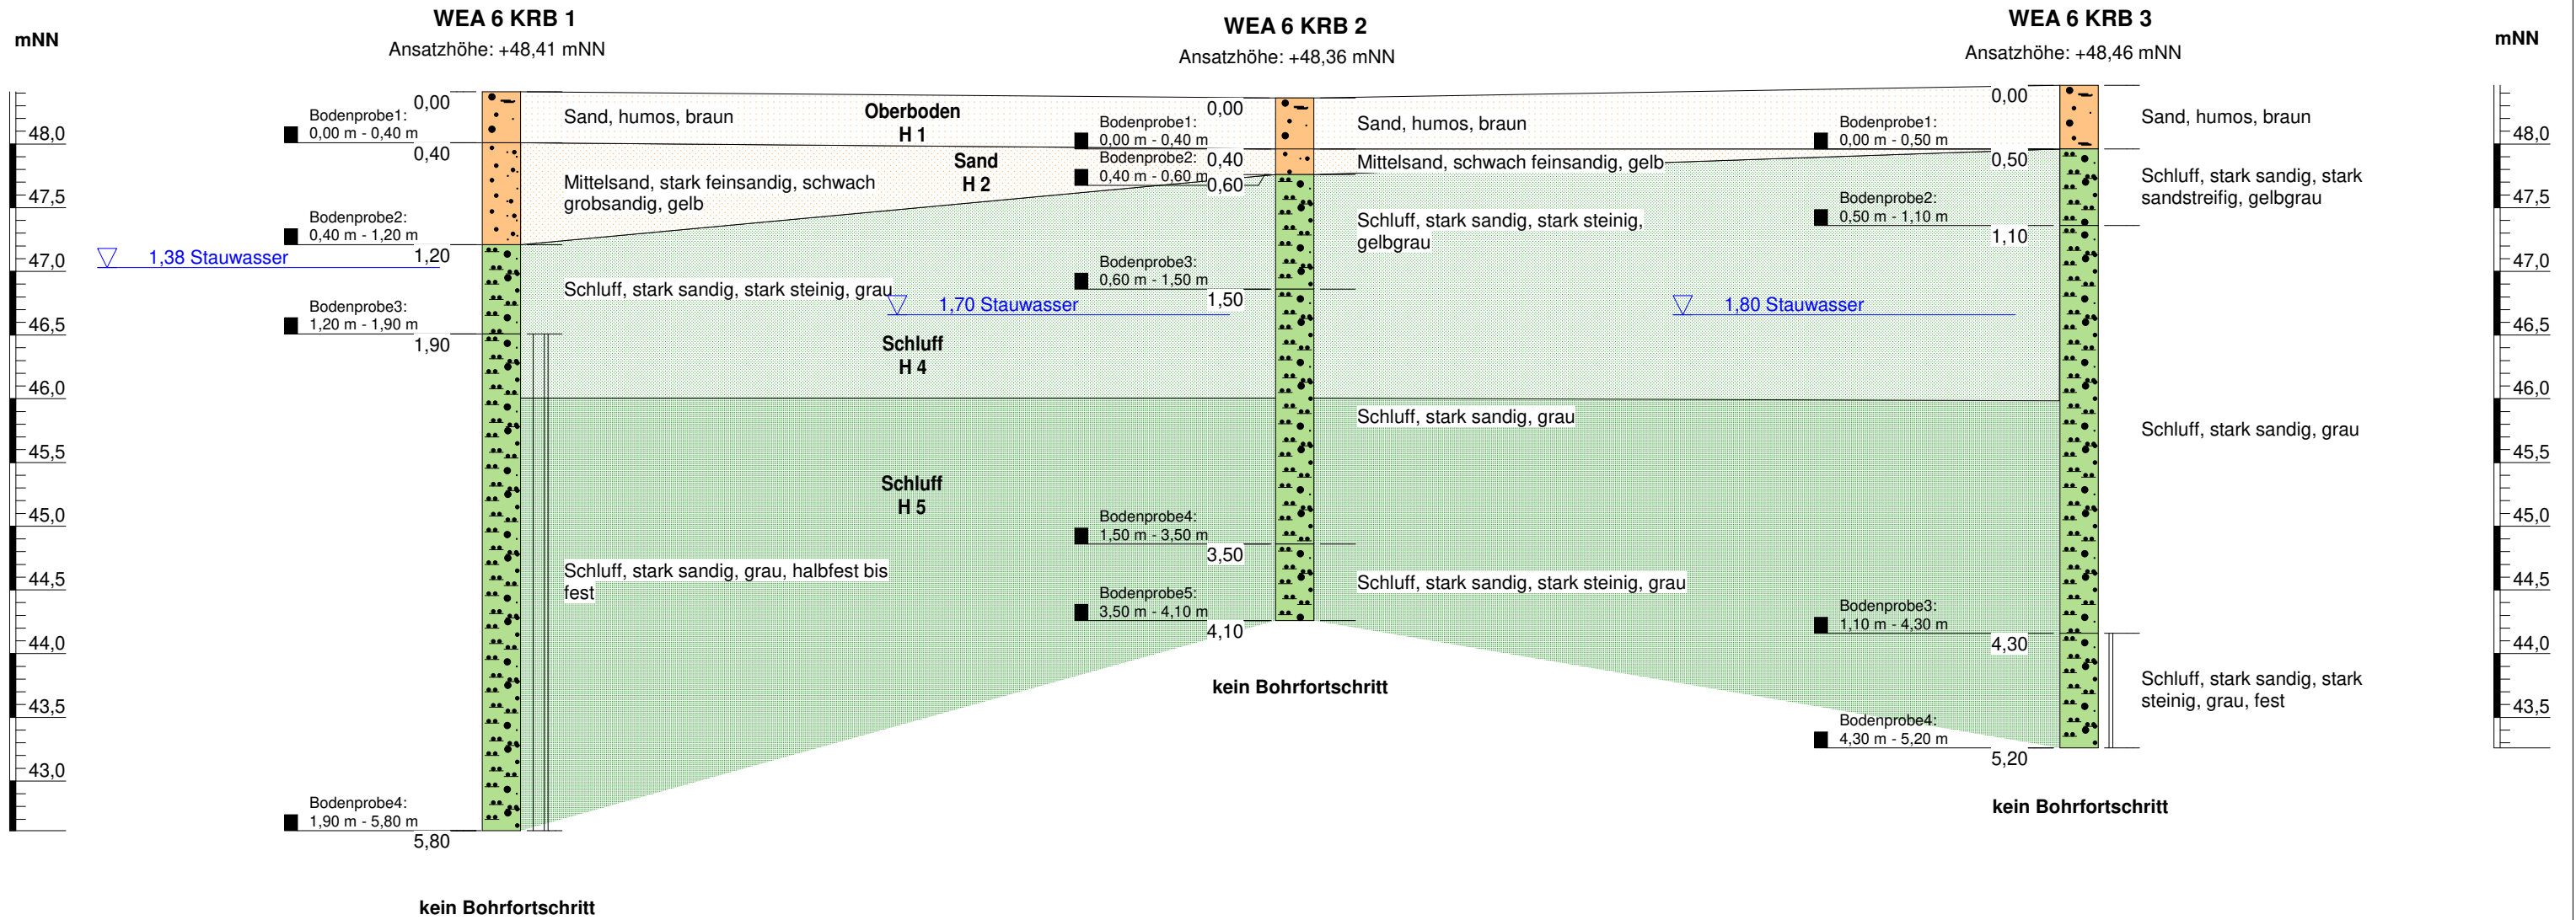 WEA 6 KRB 1
Ansatzhöhe: +48,41 mNN
WEA 6 KRB 2
Ansatzhöhe: +48,36 mNN
WEA 6 KRB 3
Ansatzhöhe: +48,46 mNN
mNN
48,0
47,5
47,0
46,5
46,0
45,5
45,0
44,5
44,0
43,5
43,0
1,38 Stauwasser
Bodenprobe1:
0,00 m - 0,40 m
Bodenprobe2:
0,40 m - 1,20 m
Bodenprobe3:
1,20 m - 1,90 m
Bodenprobe4:
1,90 m - 5,80 m
0,00
0,40
1,20
1,90
5,80
kein Bohrfortschritt
Sand, humos, braun
Mittelsand, stark feinsandig, schwach
grobsandig, gelb
Schluff, stark sandig, stark steinig, grau
Schluff, stark sandig, grau, halbfest bis
fest
Oberboden
H 1
Sand
H 2
Schluff
H 4
Schluff
H 5
1,70 Stauwasser
Bodenprobe1:
0,00 m - 0,40 m
Bodenprobe2:
0,40 m - 0,60 m
Bodenprobe3:
0,60 m - 1,50 m
Bodenprobe4:
1,50 m - 3,50 m
Bodenprobe5:
3,50 m - 4,10 m
0,00
0,40
0,60
1,50
3,50
4,10
kein Bohrfortschritt
Sand, humos, braun
Mittelsand, schwach feinsandig, gelb
Schluff, stark sandig, stark steinig,
gelbgrau
Schluff, stark sandig, grau
Schluff, stark sandig, stark steinig, grau
1,80 Stauwasser
Bodenprobe1:
0,00 m - 0,50 m
Bodenprobe2:
0,50 m - 1,10 m
Bodenprobe3:
1,10 m - 4,30 m
Bodenprobe4:
4,30 m - 5,20 m
0,00
0,50
1,10
4,30
5,20
kein Bohrfortschritt
Sand, humos, braun
Schluff, stark sandig, stark
sandstreifig, gelbgrau
Schluff, stark sandig, grau
Schluff, stark sandig, stark
steinig, grau, fest
mNN
48,0
47,5
47,0
46,5
46,0
45,5
45,0
44,5
44,0
43,5